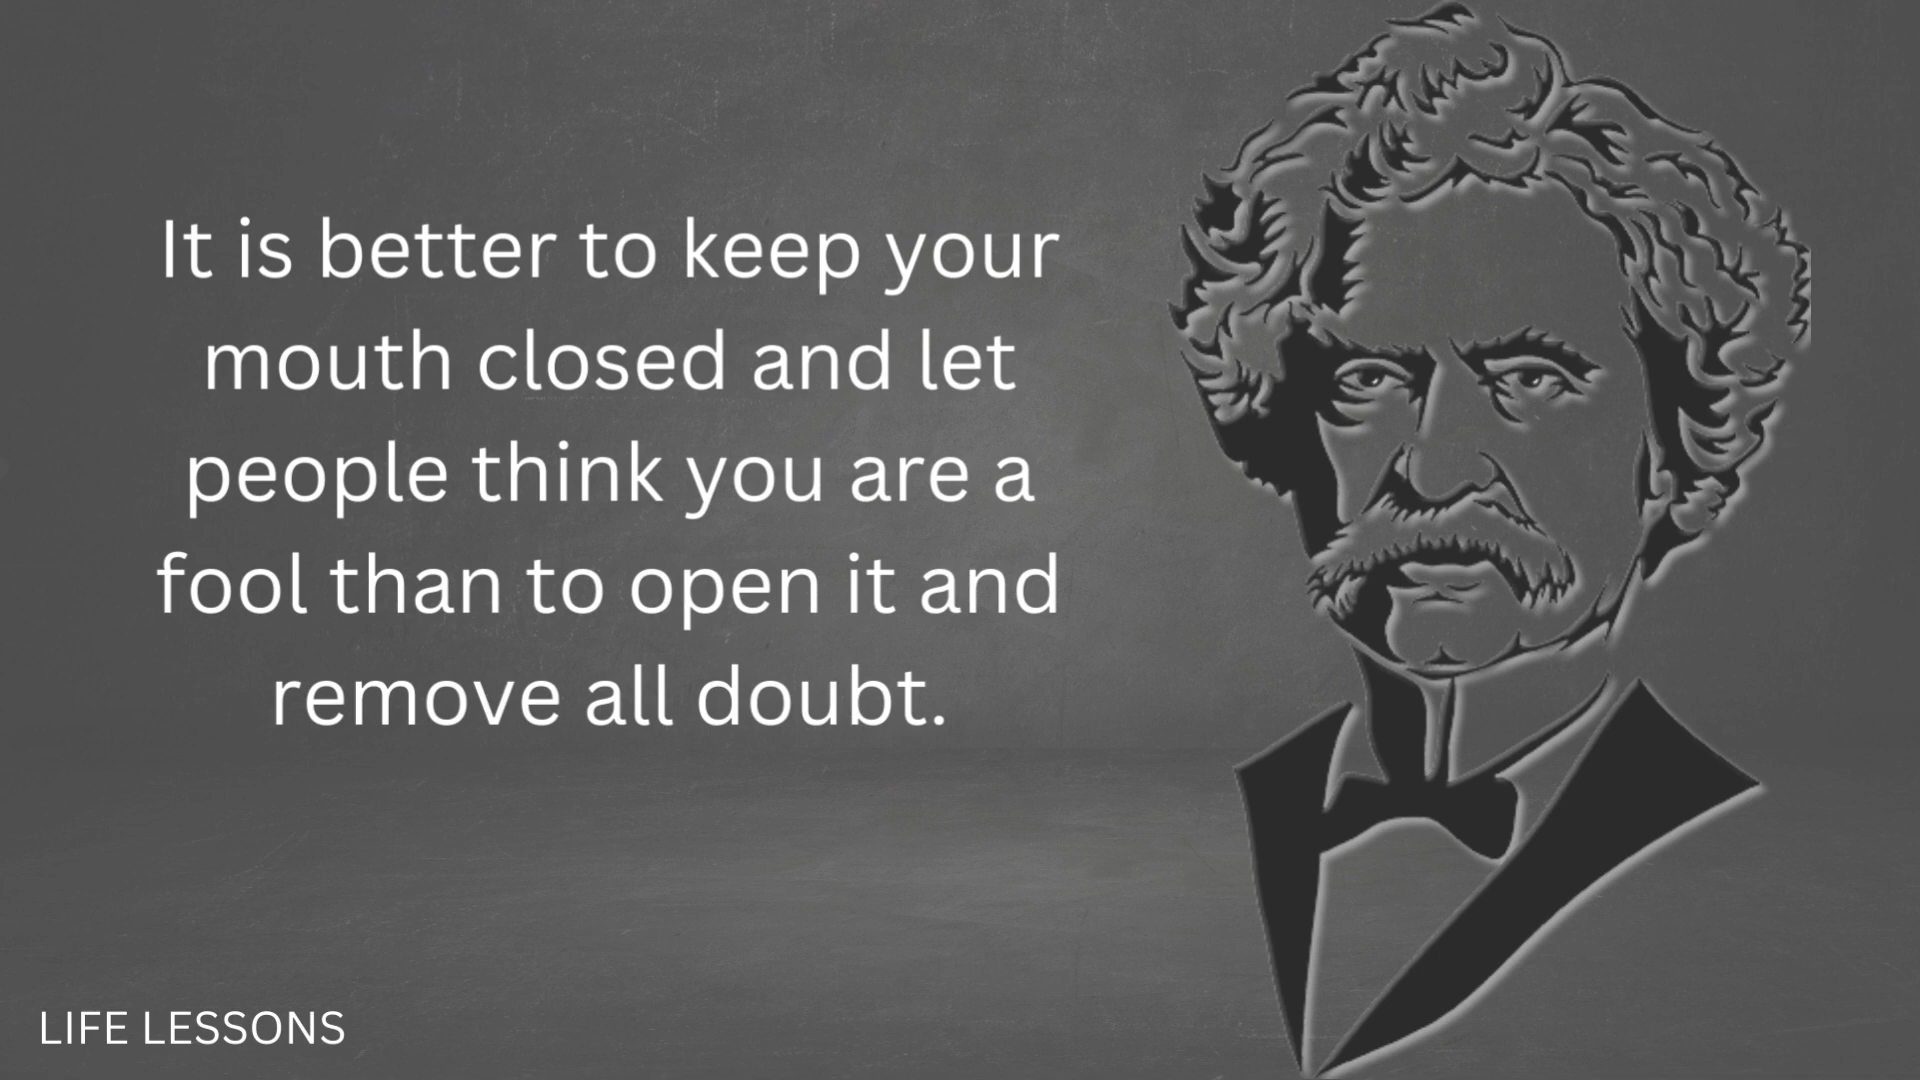 It is better to keep your
mouth closed and let
people think you are a
fool than to open it and
remove all doubt.
LIFE LESSONS